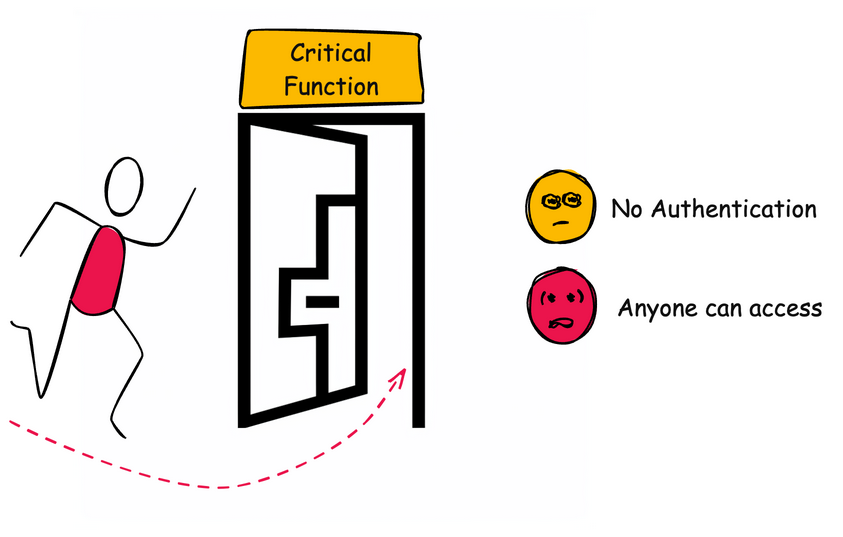 Critical
Function
No Authentication
Anyone can access